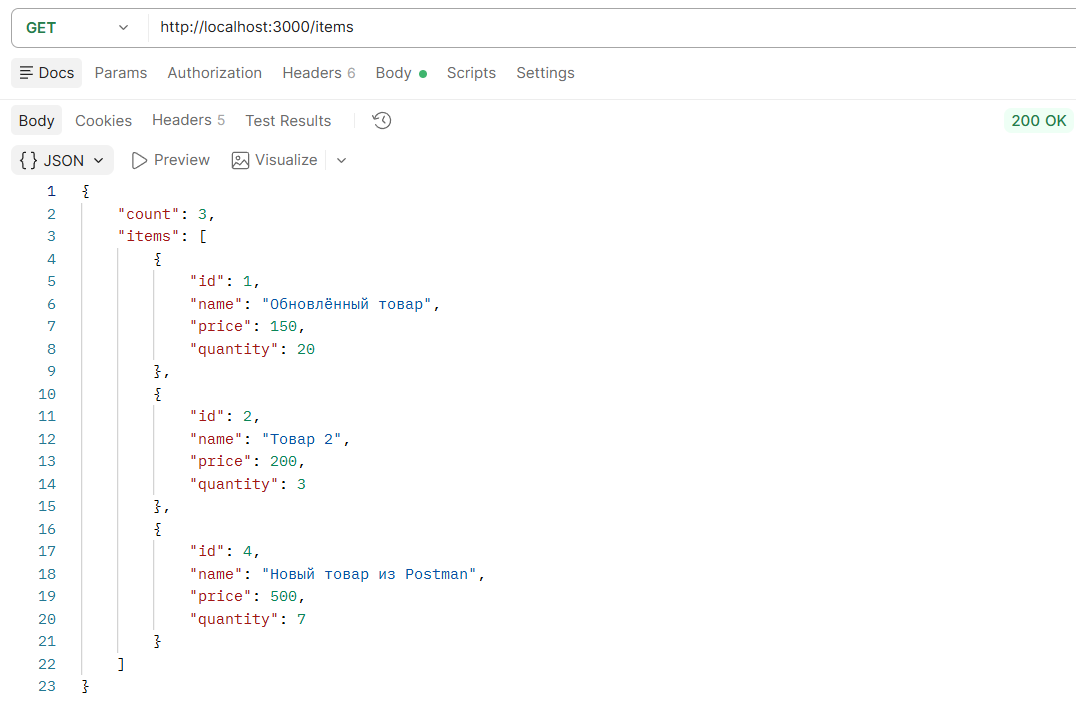 GET http://localhost:3000/items
Docs Params Authorization Headers 6 Body Scripts Settings
Body Cookies Headers 5 Test Results 200 OK
{} JSON Preview Visualize
1 {
2 "count": 3,
3 "items": [
4 {
5 "id": 1,
6 "name": "Обновлённый товар",
7 "price": 150,
8 "quantity": 20
9 },
10 {
11 "id": 2,
12 "name": "Товар 2",
13 "price": 200,
14 "quantity": 3
15 },
16 {
17 "id": 4,
18 "name": "Новый товар из Postman",
19 "price": 500,
20 "quantity": 7
21 }
22 ]
23 }